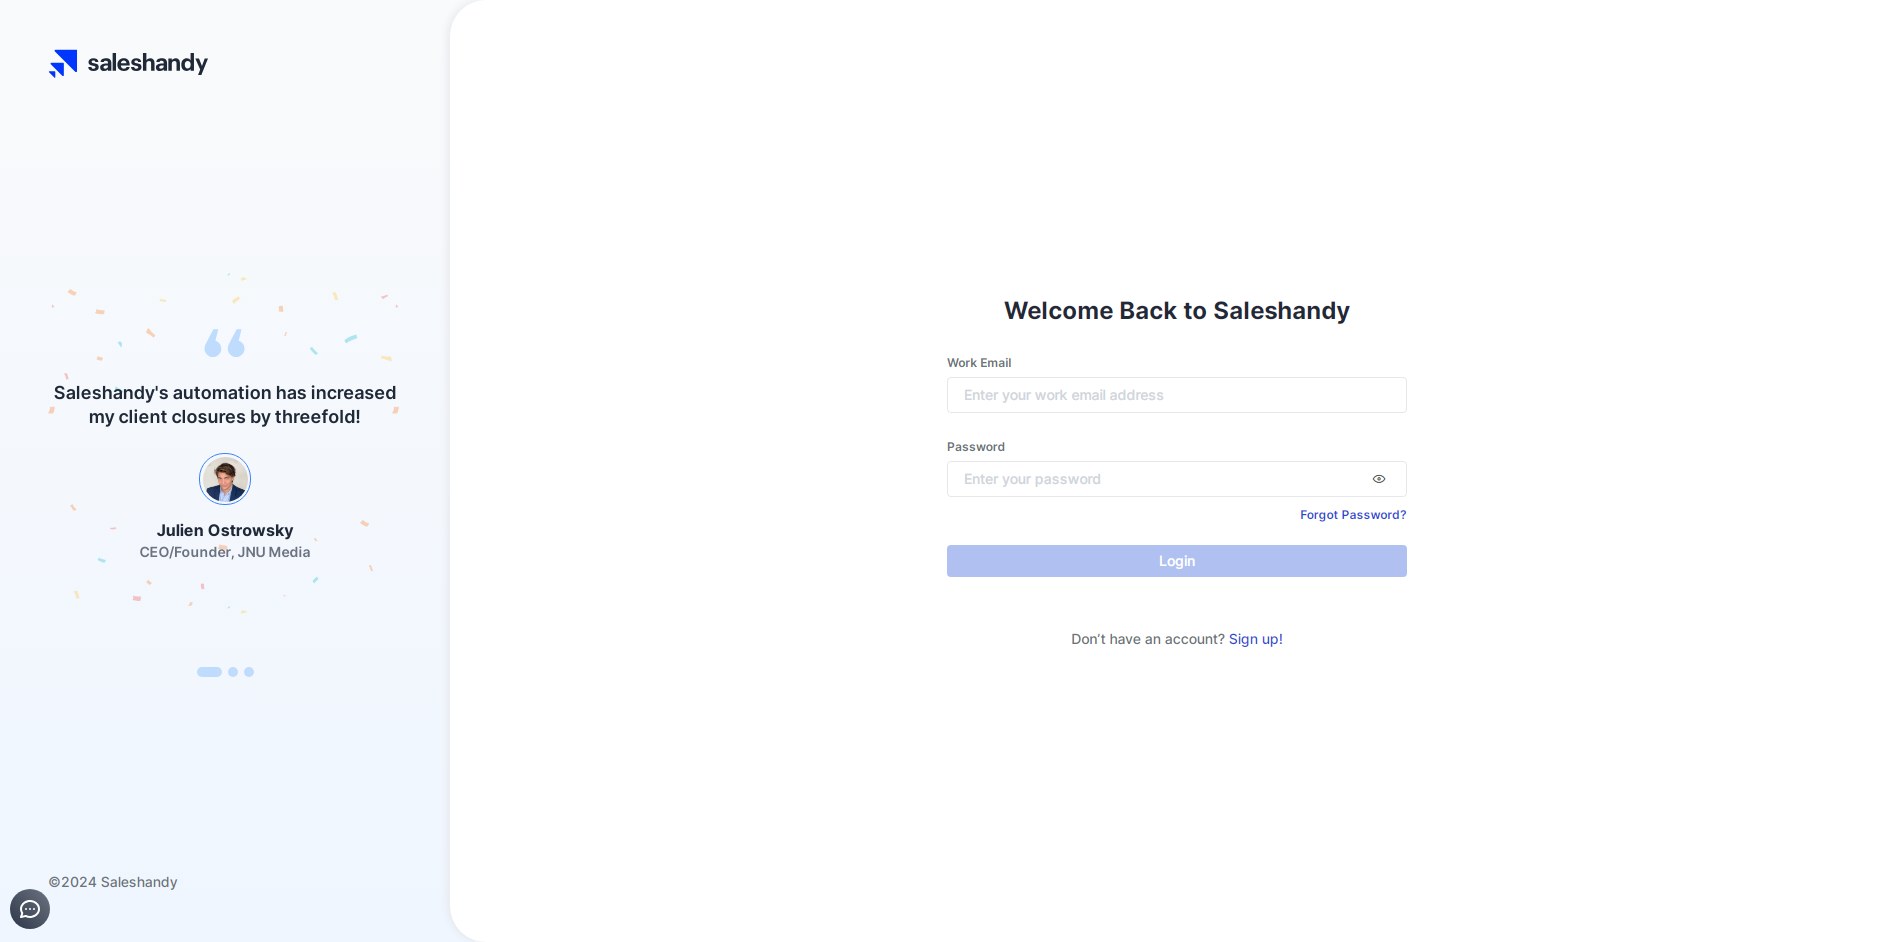 saleshandy
Saleshandy's automation has increased
my client closures by threefold!
Julien Ostrowsky
CEO/Founder, JNU Media
©2024 Saleshandy
Welcome Back to Saleshandy
Work Email
Enter your work email address
Password
Enter your password
Forgot Password?
Login
Don’t have an account? Sign up!